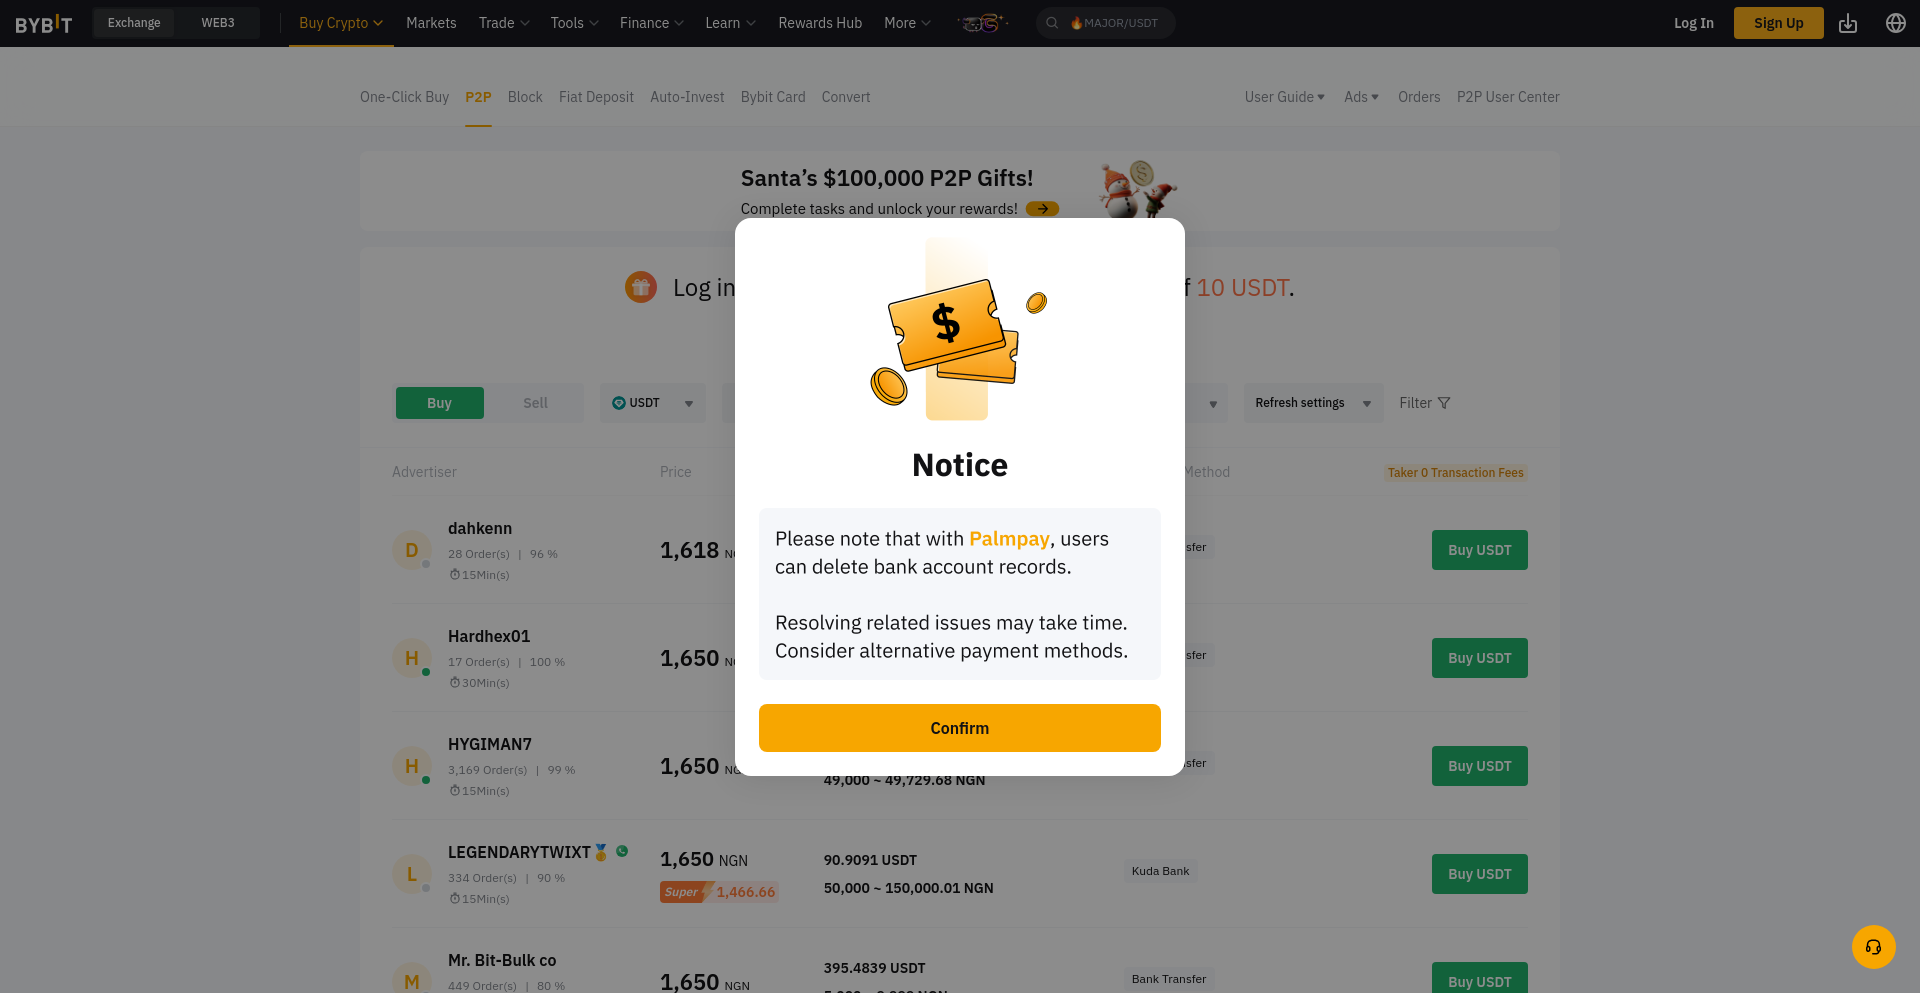 BYBIT
Exchange
WEB3
Buy Crypto
Markets
Trade
Tools
Finance
Learn
Rewards Hub
More
MAJOR/USDT
Log In
Sign Up
One-Click Buy
P2P
Block
Fiat Deposit
Auto-Invest
Bybit Card
Convert
User Guide
Ads
Orders
P2P User Center
Santa’s $100,000 P2P Gifts!
Complete tasks and unlock your rewards!
Log in
f 10 USDT.
Buy
Sell
USDT
Refresh settings
Filter
Advertiser
Price
Method
Taker 0 Transaction Fees
dahkenn
28 Order(s) | 96 %
15Min(s)
1,618
sfer
Buy USDT
Hardhex01
17 Order(s) | 100 %
30Min(s)
1,650
sfer
Buy USDT
HYGIMAN7
3,169 Order(s) | 99 %
15Min(s)
1,650
49,000 ~ 49,729.68 NGN
sfer
Buy USDT
LEGENDARYTWIXT
334 Order(s) | 90 %
15Min(s)
1,650 NGN
Super 1,466.66
90.9091 USDT
50,000 ~ 150,000.01 NGN
Kuda Bank
Buy USDT
Mr. Bit-Bulk co
449 Order(s) | 80 %
1,650 NGN
395.4839 USDT
Bank Transfer
Buy USDT
D
H
H
L
M
$
Notice
Please note that with Palmpay, users
can delete bank account records.
Resolving related issues may take time.
Consider alternative payment methods.
Confirm